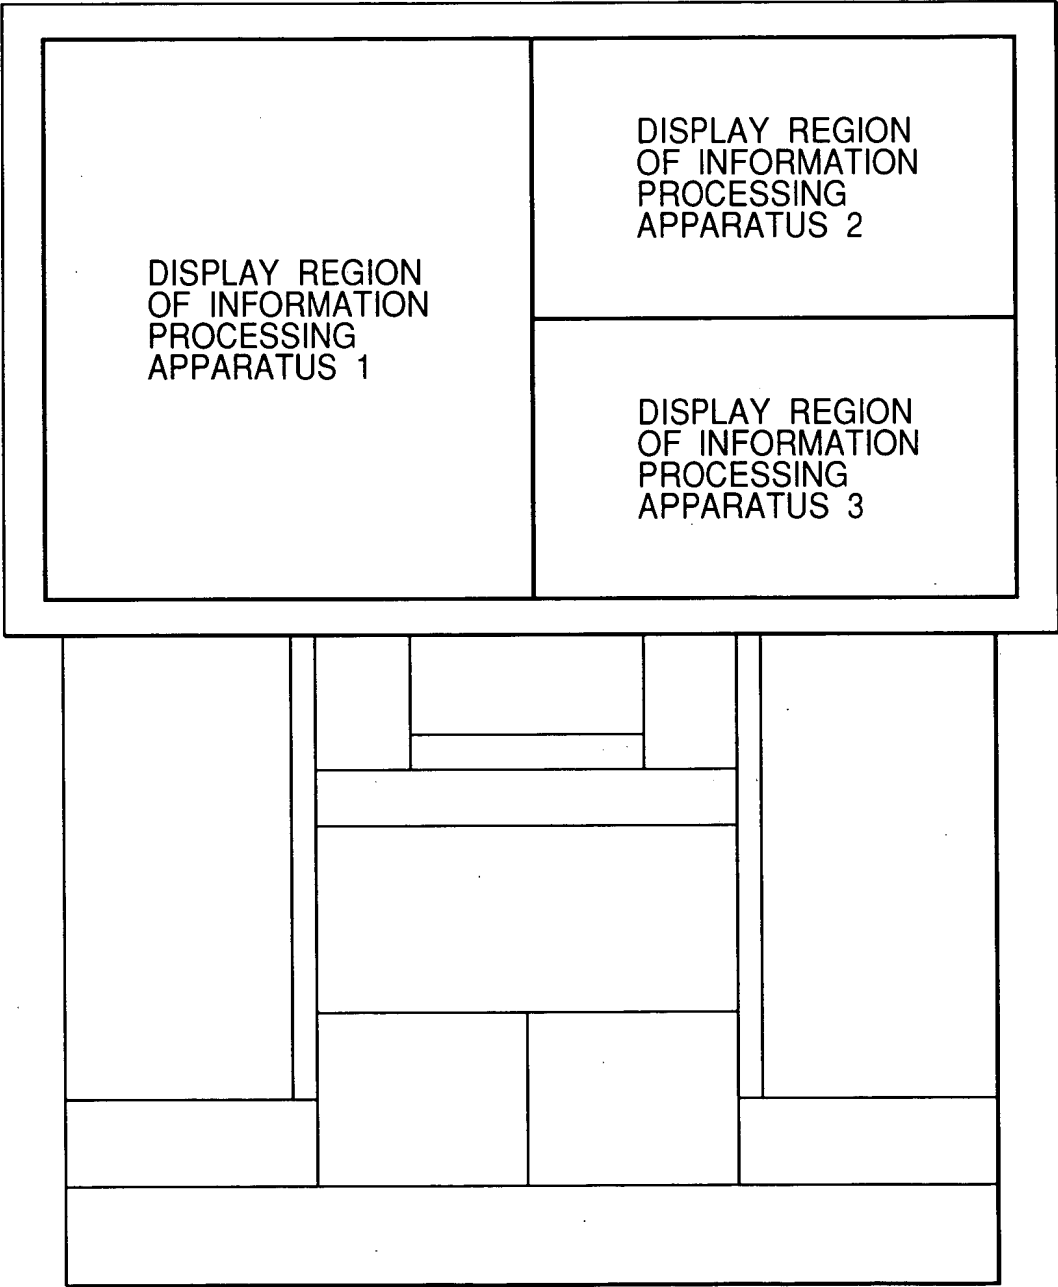 DISPLAY REGION
OF INFORMATION
PROCESSING
APPARATUS 1
DISPLAY REGION
OF INFORMATION
PROCESSING
APPARATUS 2
DISPLAY REGION
OF INFORMATION
PROCESSING
APPARATUS 3